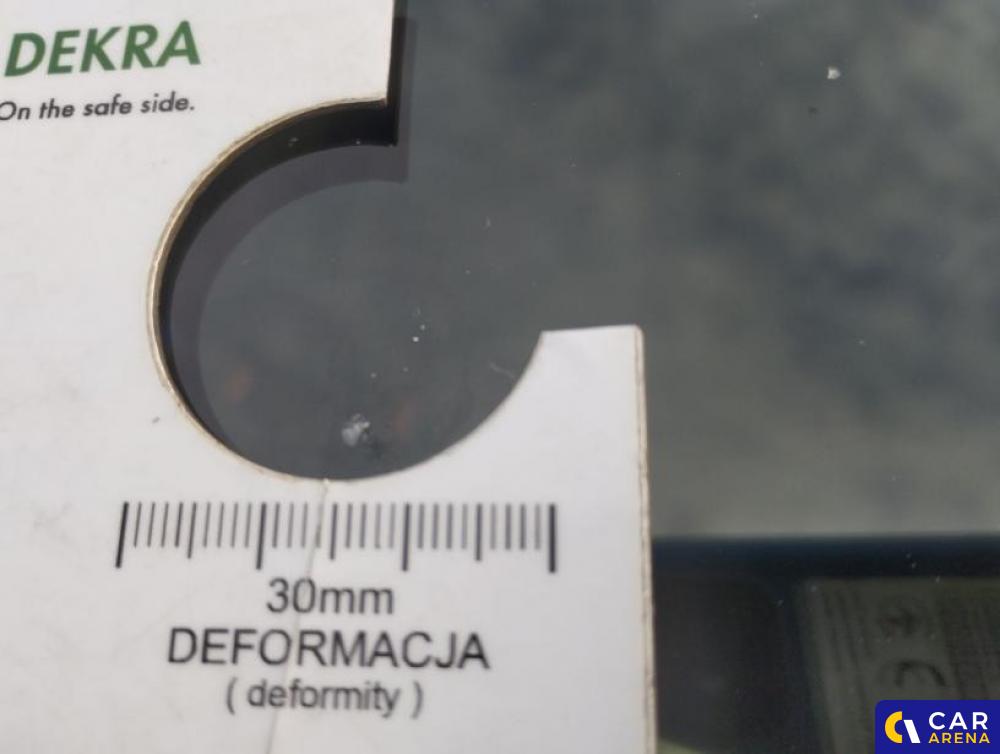 DEKRA
On the safe side.
30mm
DEFORMACJA
( deformity )
CAR
ARENA